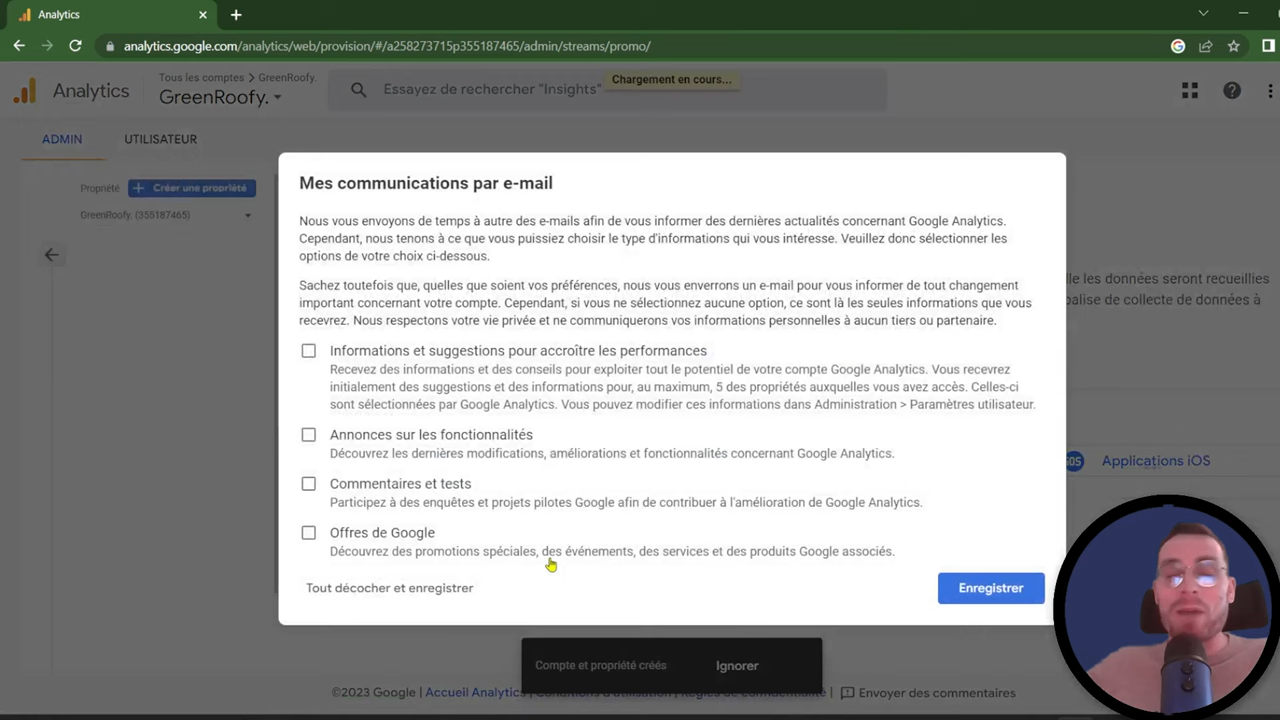 Analytics
analytics.google.com/analytics/web/provision/#/a258273715p355187465/admin/streams/promo/
Analytics
Tous les comptes > GreenRoofy.
GreenRoofy.
Essayez de rechercher "Insights"
Chargement en cours...
ADMIN
UTILISATEUR
Propriété
+ Créer une propriété
GreenRoofy. (355187465)
Mes communications par e-mail
Nous vous envoyons de temps à autre des e-mails afin de vous informer des dernières actualités concernant Google Analytics.
Cependant, nous tenons à ce que vous puissiez choisir le type d'informations qui vous intéresse. Veuillez donc sélectionner les
options de votre choix ci-dessous.
Sachez toutefois que, quelles que soient vos préférences, nous vous enverrons un e-mail pour vous informer de tout changement
important concernant votre compte. Cependant, si vous ne sélectionnez aucune option, ce sont là les seules informations que vous
recevrez. Nous respectons votre vie privée et ne communiquerons vos informations personnelles à aucun tiers ou partenaire.
Informations et suggestions pour accroître les performances
Recevez des informations et des conseils pour exploiter tout le potentiel de votre compte Google Analytics. Vous recevrez
initialement des suggestions et des informations pour, au maximum, 5 des propriétés auxquelles vous avez accès. Celles-ci
sont sélectionnées par Google Analytics. Vous pouvez modifier ces informations dans Administration > Paramètres utilisateur.
Annonces sur les fonctionnalités
Découvrez les dernières modifications, améliorations et fonctionnalités concernant Google Analytics.
Commentaires et tests
Participez à des enquêtes et projets pilotes Google afin de contribuer à l'amélioration de Google Analytics.
Offres de Google
Découvrez des promotions spéciales, des événements, des services et des produits Google associés.
Tout décocher et enregistrer
Enregistrer
elle les données seront recueillies
balise de collecte de données à
iOS
Applications iOS
Compte et propriété créés
Ignorer
©2023 Google | Accueil Analytics | Conditions d'utilisation | Règles de confidentialité | Envoyer des commentaires